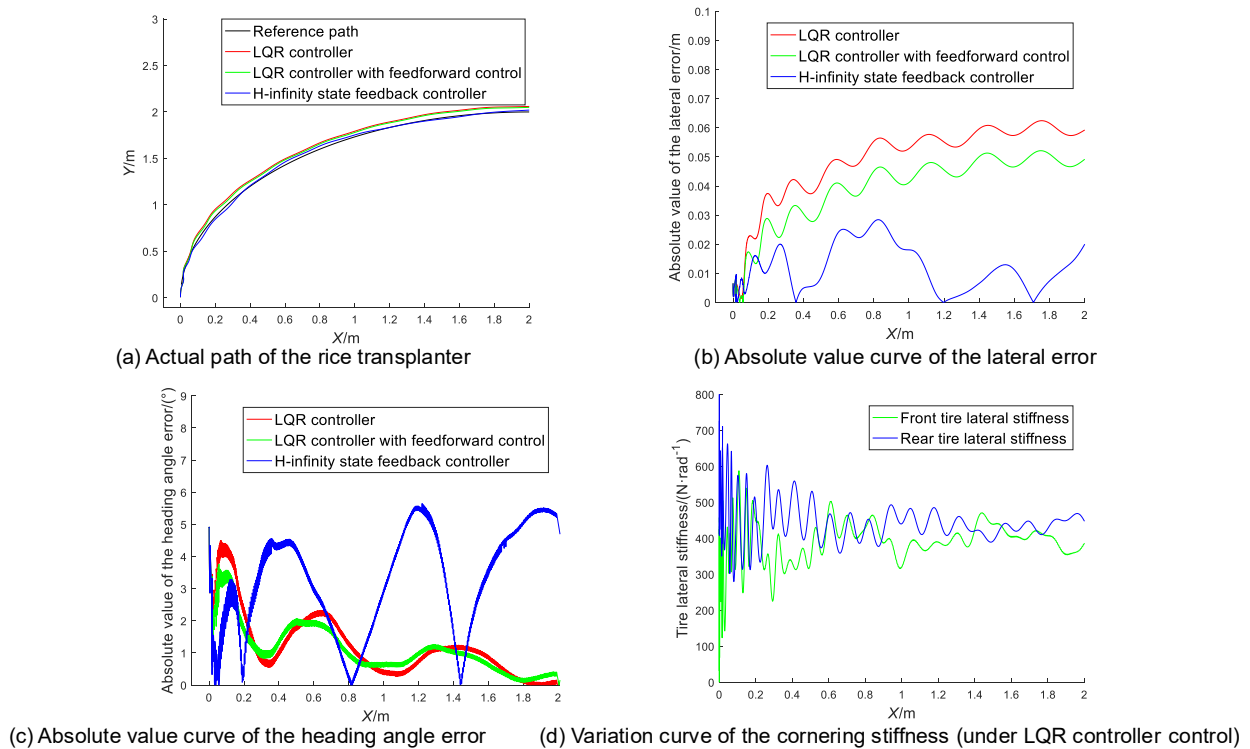 3
2.5
2
1.5
1
0.5
0
Y/m
Reference path
LQR controller
LQR controller with feedforward control
H-infinity state feedback controller
0 0.2 0.4 0.6 0.8 1 1.2 1.4 1.6 1.8 2
X/m
(a) Actual path of the rice transplanter
0.1
0.09
0.08
0.07
0.06
0.05
0.04
0.03
0.02
0.01
0
Absolute value of the lateral error/m
LQR controller
LQR controller with feedforward control
H-infinity state feedback controller
0 0.2 0.4 0.6 0.8 1 1.2 1.4 1.6 1.8 2
X/m
(b) Absolute value curve of the lateral error
9
8
7
6
5
4
3
2
1
0
Absolute value of the heading angle error/(°)
LQR controller
LQR controller with feedforward control
H-infinity state feedback controller
0 0.2 0.4 0.6 0.8 1 1.2 1.4 1.6 1.8 2
X/m
(c) Absolute value curve of the heading angle error
800
700
600
500
400
300
200
100
0
Tire lateral stiffness/(N·rad⁻¹)
Front tire lateral stiffness
Rear tire lateral stiffness
0 0.2 0.4 0.6 0.8 1 1.2 1.4 1.6 1.8 2
X/m
(d) Variation curve of the cornering stiffness (under LQR controller control)